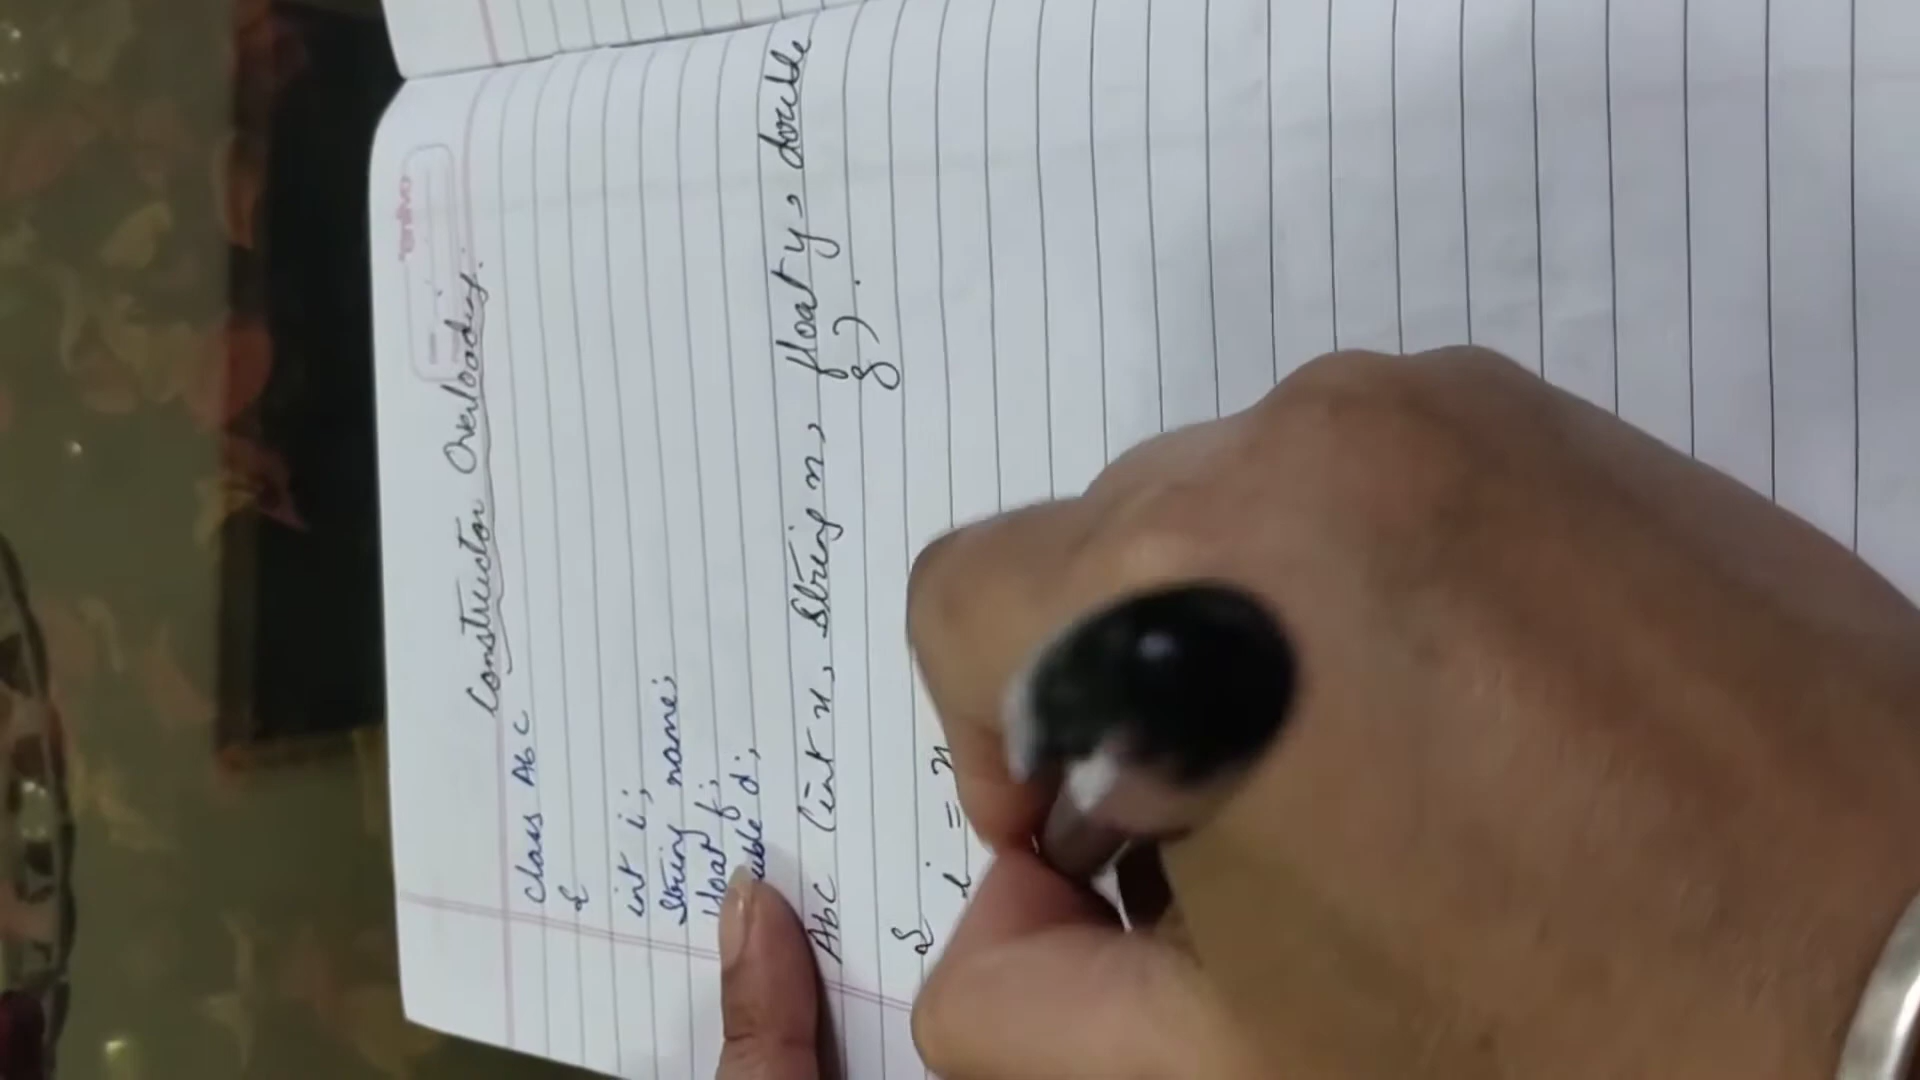 Constructor Overloading.
class Abc
{
int i;
String name;
float f;
double d;
Abc (int x, String n, float y, double
g)
{
i = x